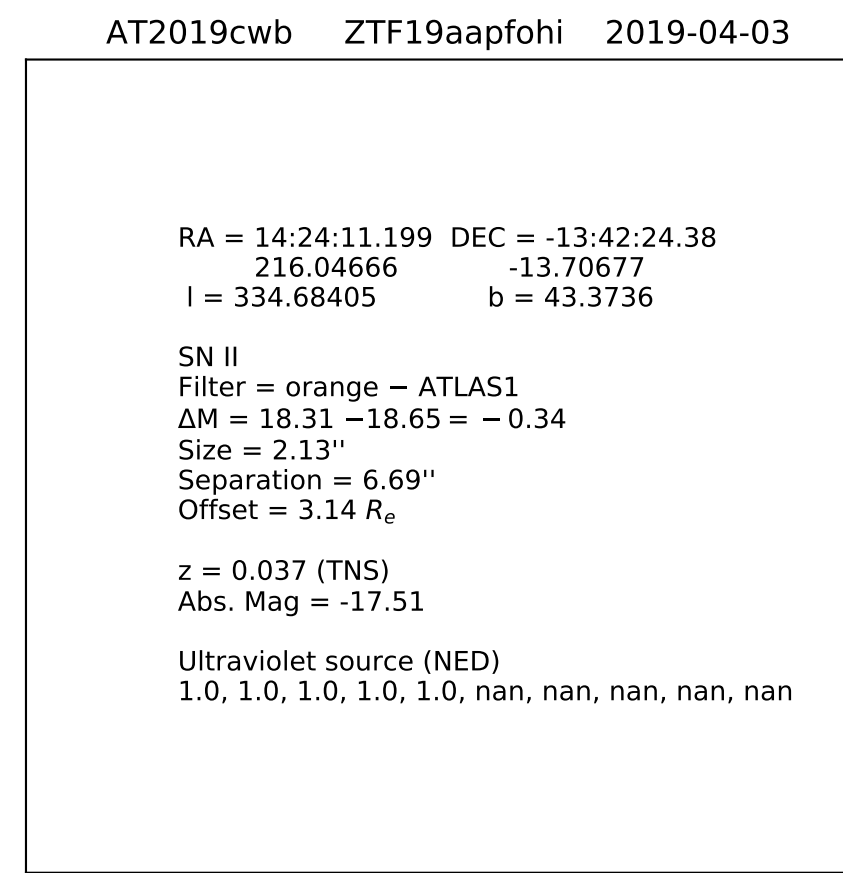 AT2019cwb ZTF19aapfohi 2019-04-03
RA = 14:24:11.199 DEC = -13:42:24.38
216.04666 -13.70677
l = 334.68405 b = 43.3736
SN II
Filter = orange − ATLAS1
ΔM = 18.31 −18.65 = −0.34
Size = 2.13''
Separation = 6.69''
Offset = 3.14 Rₑ
z = 0.037 (TNS)
Abs. Mag = -17.51
Ultraviolet source (NED)
1.0, 1.0, 1.0, 1.0, 1.0, nan, nan, nan, nan, nan